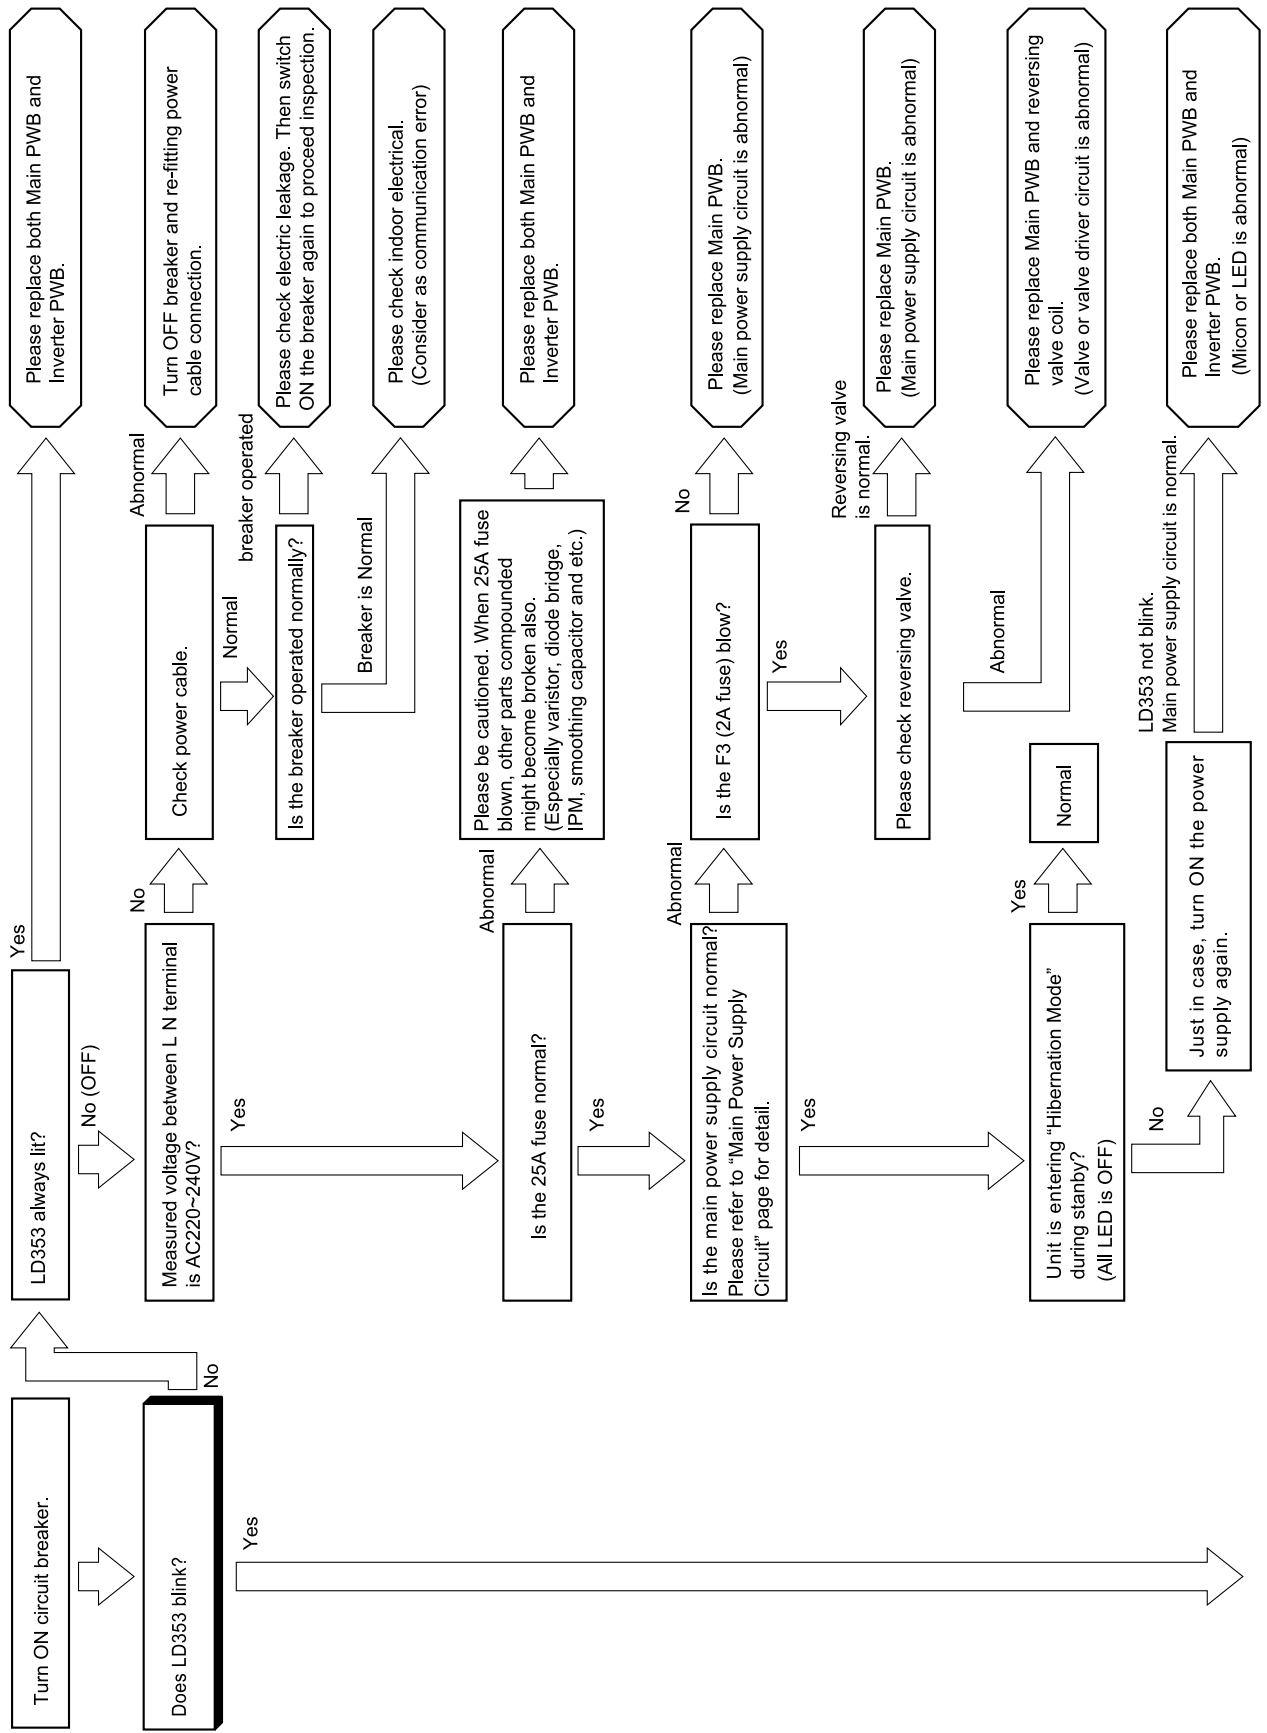 Turn ON circuit breaker.
Does LD353 blink?
No
Yes
LD353 always lit?
Yes
Please replace both Main PWB and
Inverter PWB.
No (OFF)
Measured voltage between L N terminal
is AC220~240V?
No
Check power cable.
Abnormal
Turn OFF breaker and re-fitting power
cable connection.
Normal
Is the breaker operated normally?
breaker operated
Please check electric leakage. Then switch
ON the breaker again to proceed inspection.
Breaker is Normal
Please check indoor electrical.
(Consider as communication error)
Yes
Is the 25A fuse normal?
Abnormal
Please be cautioned. When 25A fuse
blown, other parts compounded
might become broken also.
(Especially varistor, diode bridge,
IPM, smoothing capacitor and etc.)
Please replace both Main PWB and
Inverter PWB.
Yes
Is the main power supply circuit normal?
Please refer to “Main Power Supply
Circuit” page for detail.
Abnormal
Is the F3 (2A fuse) blow?
No
Please replace Main PWB.
(Main power supply circuit is abnormal)
Yes
Please check reversing valve.
Reversing valve
is normal.
Please replace Main PWB.
(Main power supply circuit is abnormal)
Abnormal
Please replace Main PWB and reversing
valve coil.
(Valve or valve driver circuit is abnormal)
Yes
Unit is entering “Hibernation Mode”
during stanby?
(All LED is OFF)
Yes
Normal
No
Just in case, turn ON the power
supply again.
LD353 not blink.
Main power supply circuit is normal.
Please replace both Main PWB and
Inverter PWB.
(Micon or LED is abnormal)